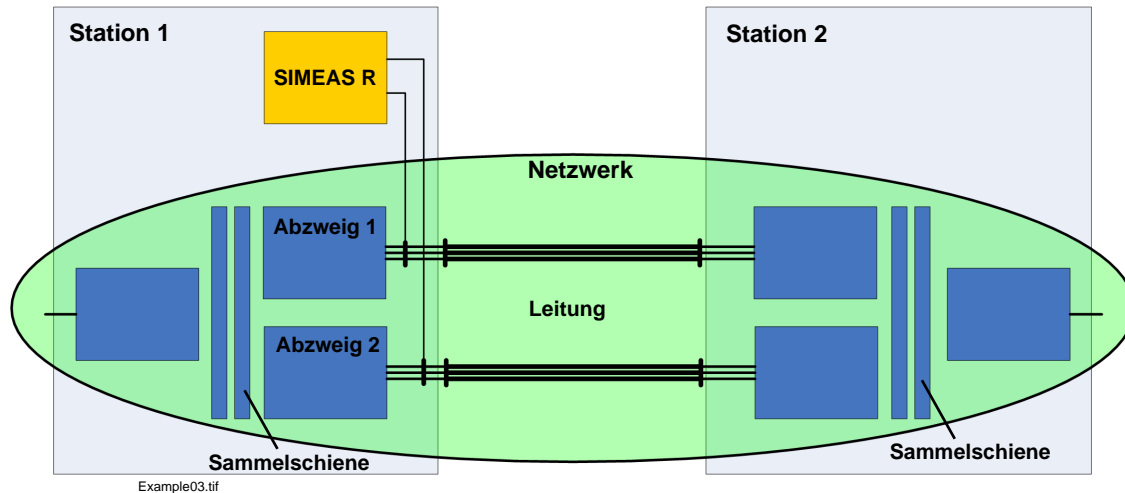 Station 1
Station 2
SIMEAS R
Netzwerk
Abzweig 1
Leitung
Abzweig 2
Sammelschiene
Sammelschiene
Example03.tif